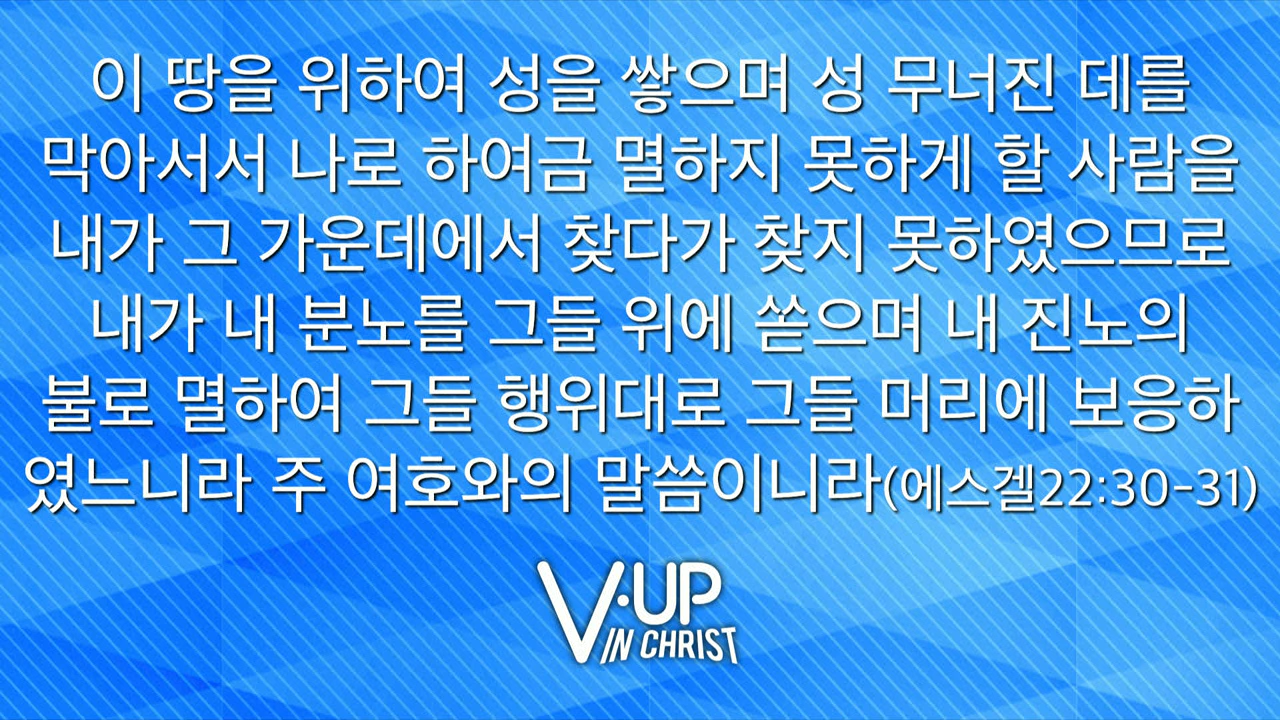 이 땅을 위하여 성을 쌓으며 성 무너진 데를
막아서서 나로 하여금 멸하지 못하게 할 사람을
내가 그 가운데에서 찾다가 찾지 못하였으므로
내가 내 분노를 그들 위에 쏟으며 내 진노의
불로 멸하여 그들 행위대로 그들 머리에 보응하
였느니라 주 여호와의 말씀이니라(에스겔22:30-31)
V·UP
IN CHRIST